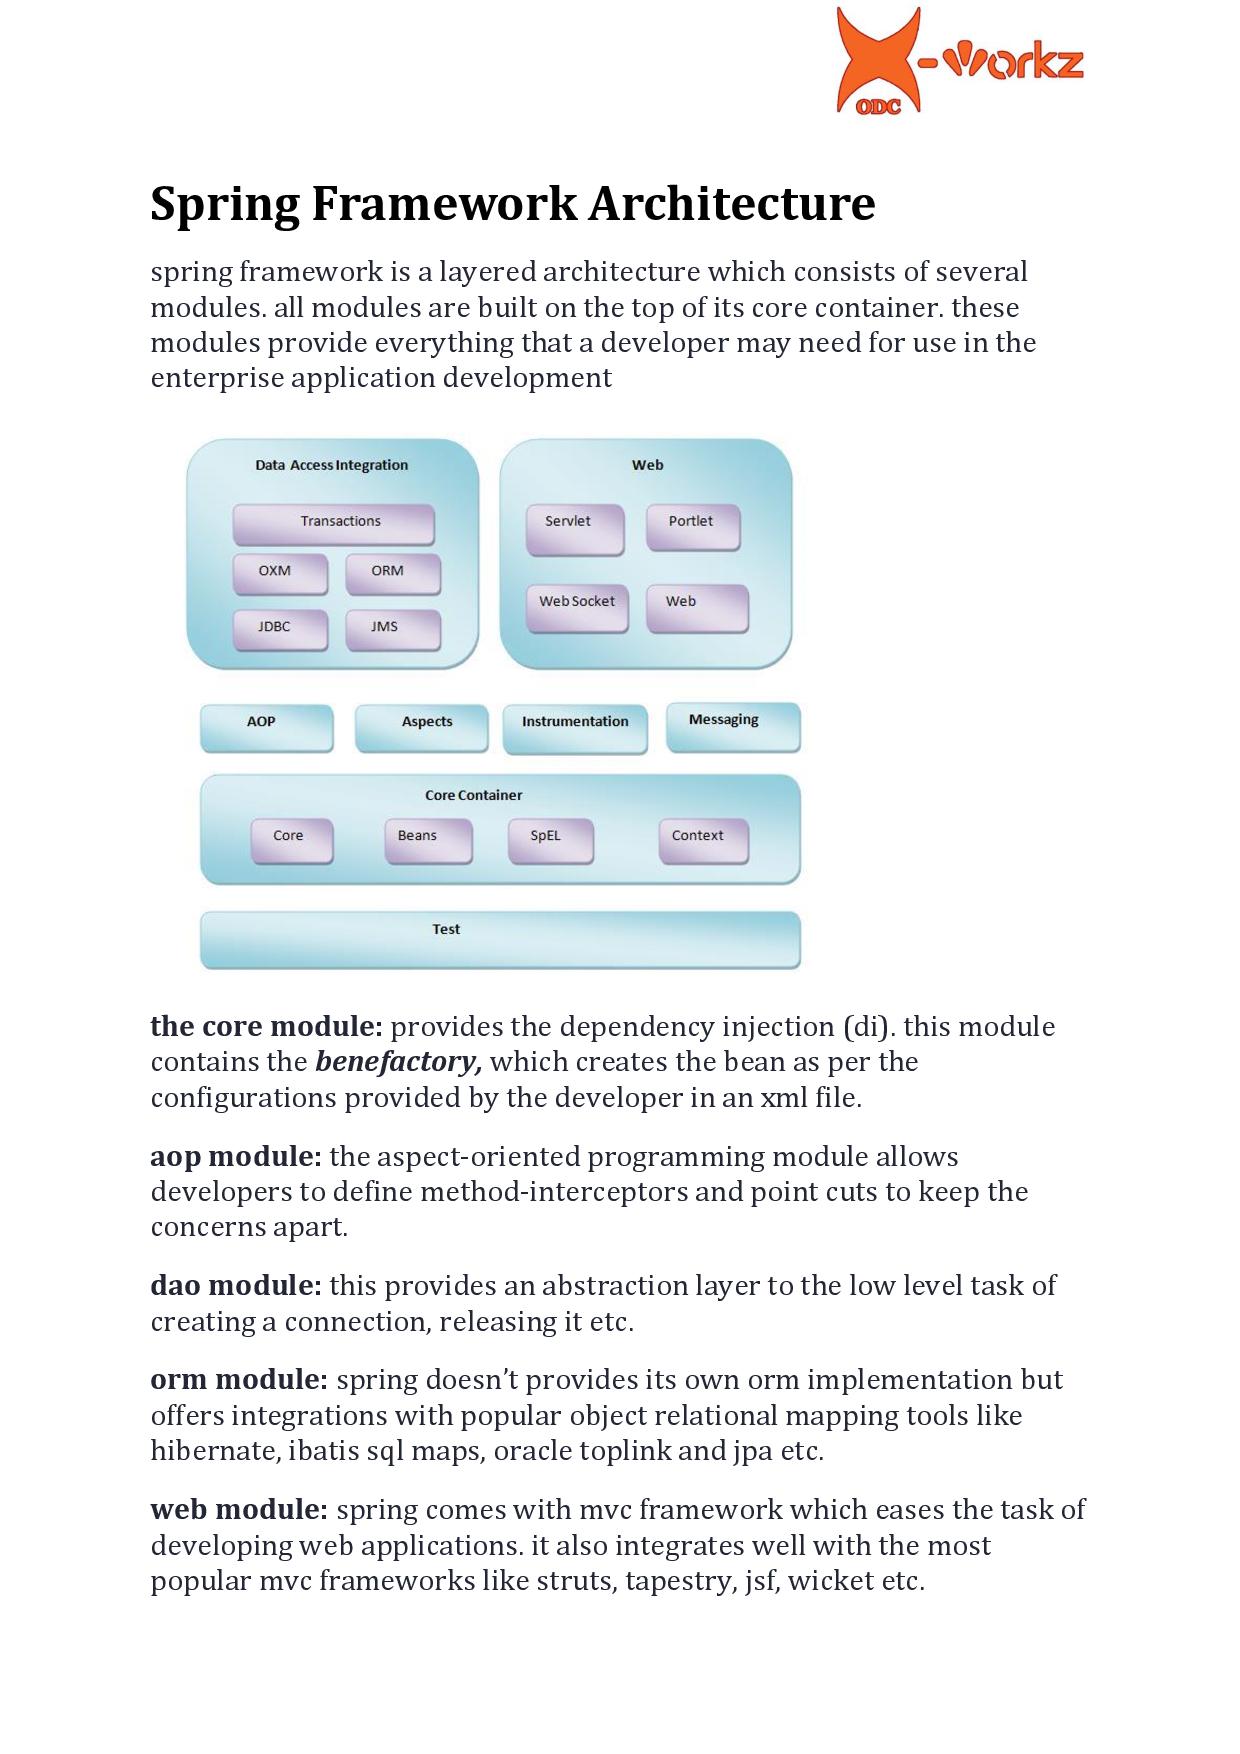 X-workz
ODC
Spring Framework Architecture
spring framework is a layered architecture which consists of several
modules. all modules are built on the top of its core container. these
modules provide everything that a developer may need for use in the
enterprise application development
Data Access Integration
Transactions
OXM
ORM
JDBC
JMS
Web
Servlet
Portlet
Web Socket
Web
AOP
Aspects
Instrumentation
Messaging
Core Container
Core
Beans
SpEL
Context
Test
the core module: provides the dependency injection (di). this module
contains the benefactory, which creates the bean as per the
configurations provided by the developer in an xml file.
aop module: the aspect-oriented programming module allows
developers to define method-interceptors and point cuts to keep the
concerns apart.
dao module: this provides an abstraction layer to the low level task of
creating a connection, releasing it etc.
orm module: spring doesn’t provides its own orm implementation but
offers integrations with popular object relational mapping tools like
hibernate, ibatis sql maps, oracle toplink and jpa etc.
web module: spring comes with mvc framework which eases the task of
developing web applications. it also integrates well with the most
popular mvc frameworks like struts, tapestry, jsf, wicket etc.